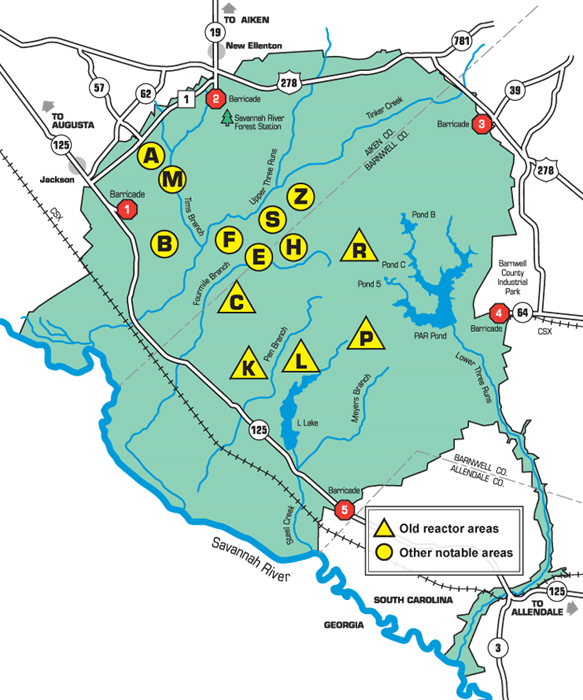 TO AIKEN
19
New Ellenton
781
278
57
62
1
2
Barricade
39
Savannah River
Forest Station
Tinker Creek
TO
AUGUSTA
125
Barricade
3
AIKEN CO.
BARNWELL CO.
A
M
Jackson
278
Upper Three Runs
Barricade
1
Tims Branch
Z
S
Pond B
B
F
H
E
R
CSX
Fourmile Branch
Pond C
Barnwell
County
Industrial
Park
Pond 5
C
4
64
Barricade
CSX
PAR Pond
P
Pen Branch
K
L
Lower Three Runs
Meyers Branch
L Lake
125
BARNWELL CO.
ALLENDALE CO.
Barricade
5
Steel Creek
Old reactor areas
Other notable areas
Savannah River
SOUTH CAROLINA
125
TO
ALLENDALE
GEORGIA
3